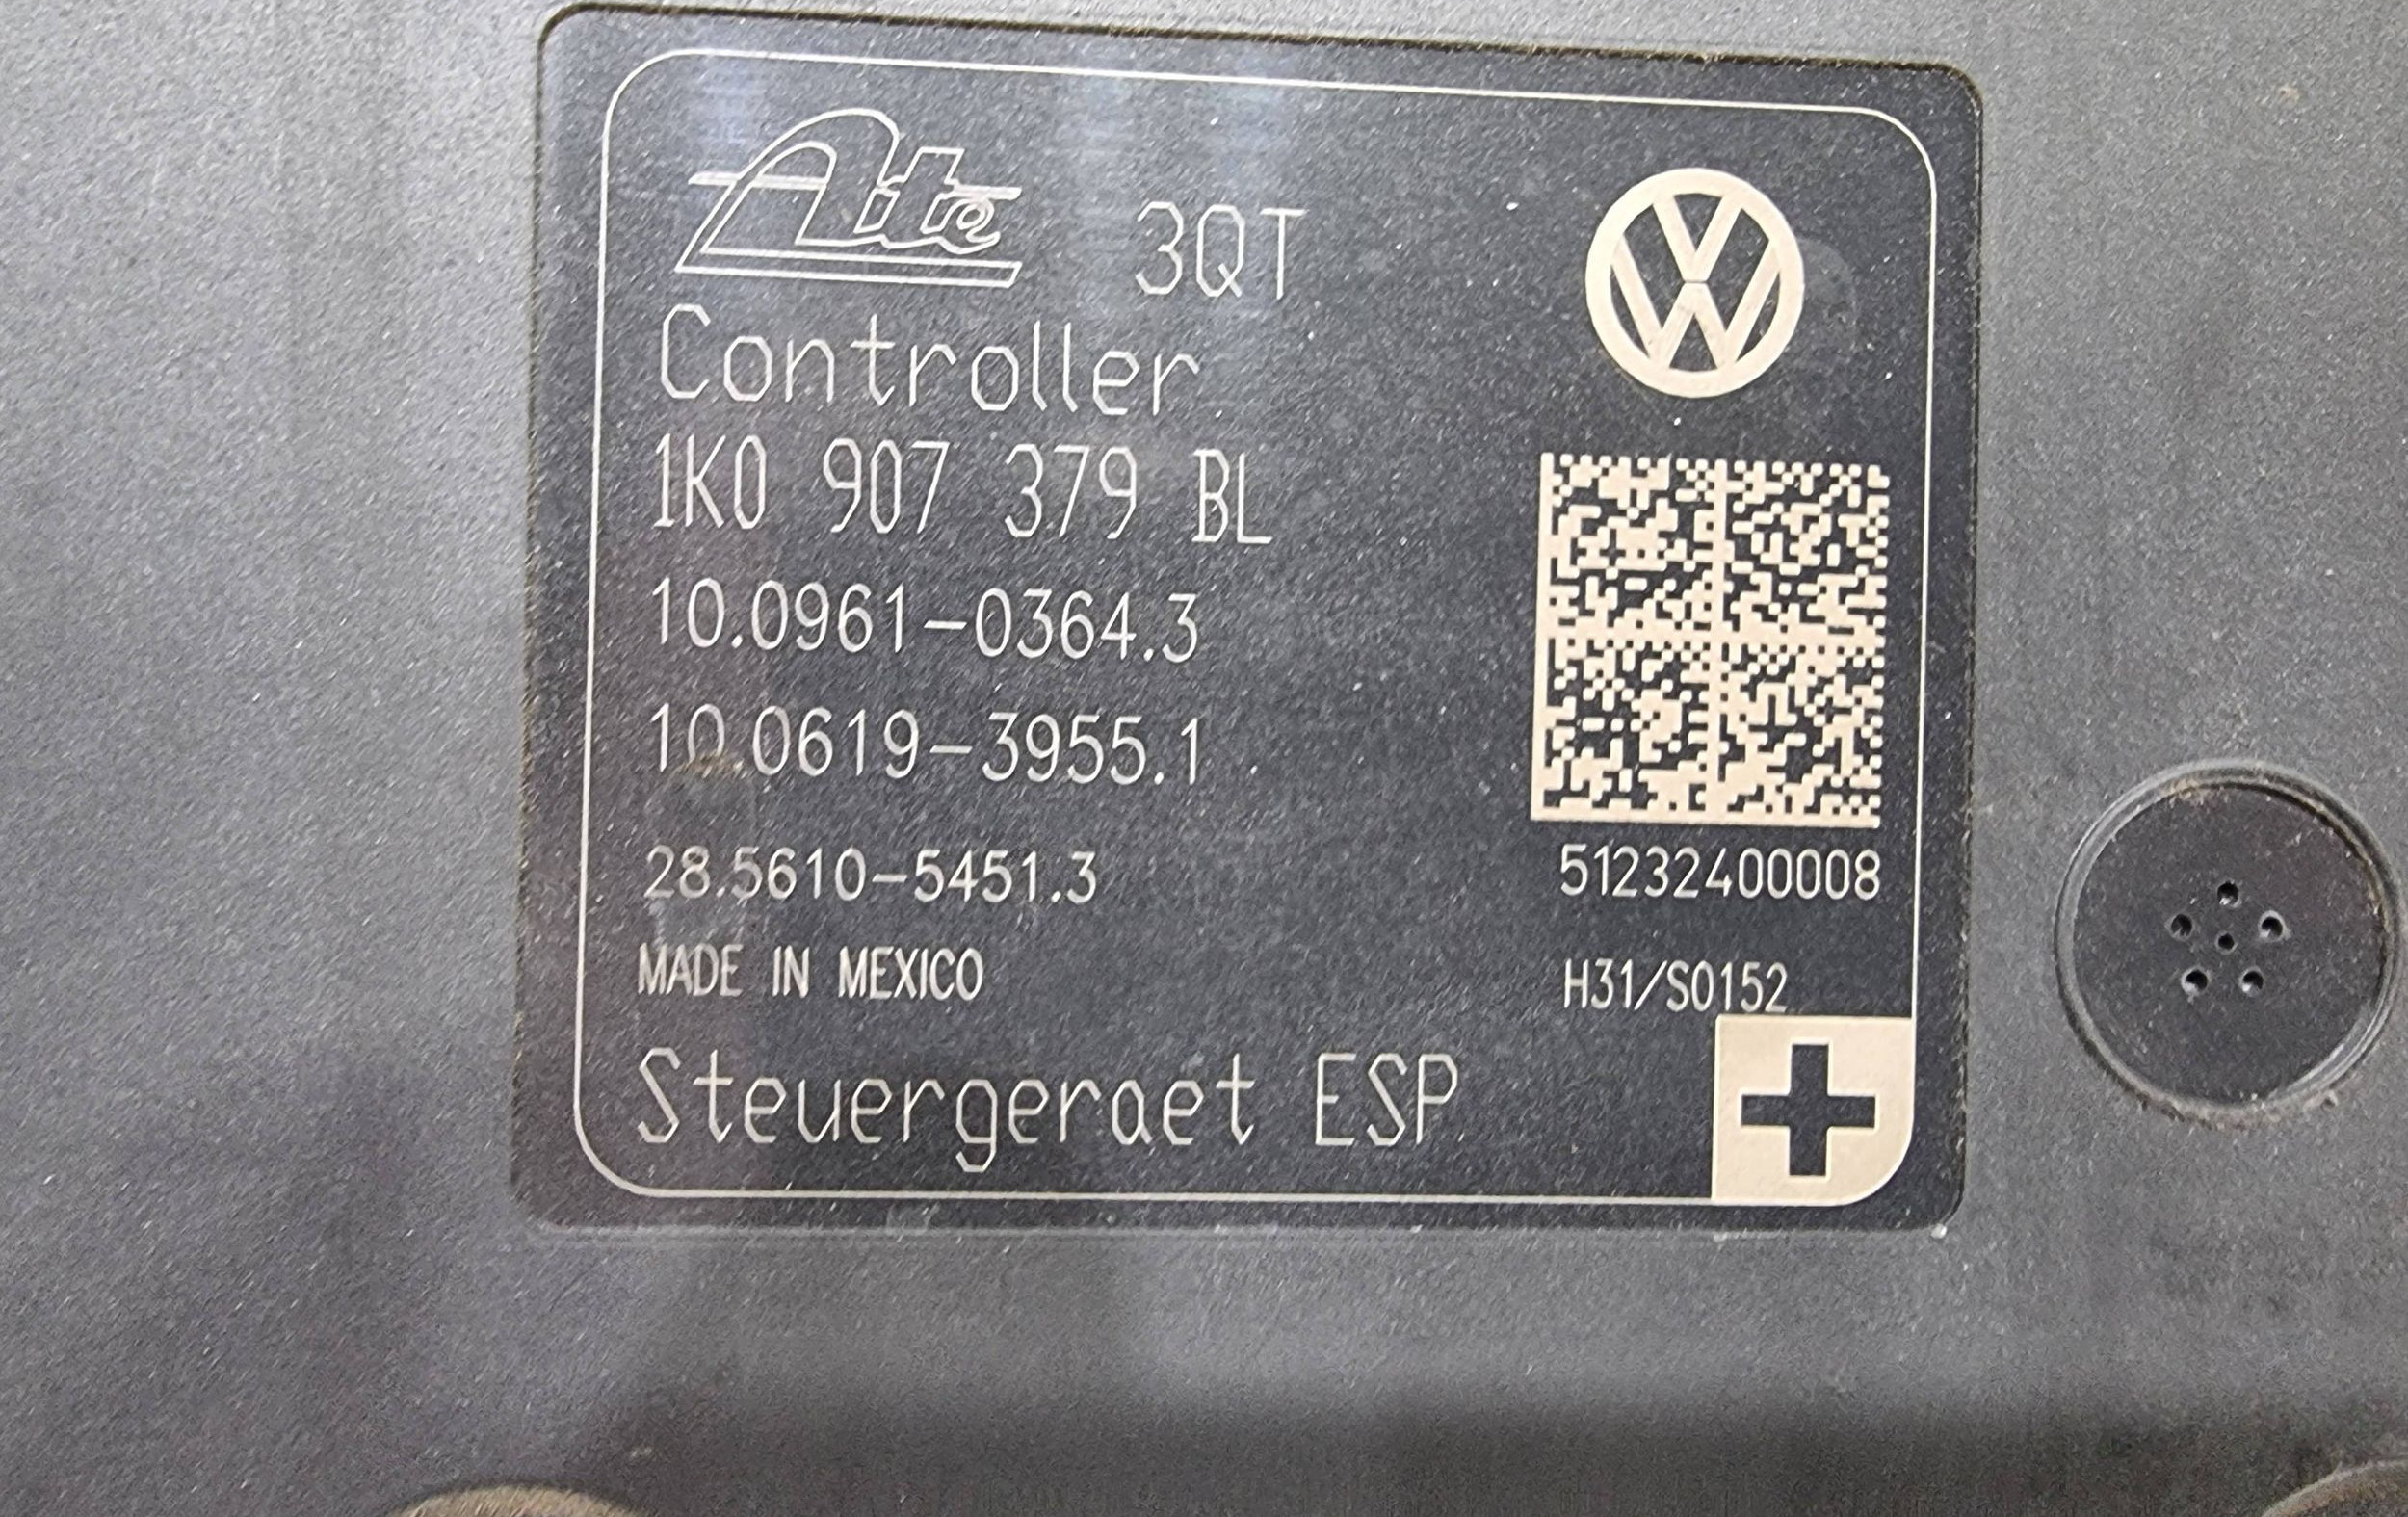 Ate 3QT
Controller
1K0 907 379 BL
10.0961-0364.3
10.0619-3955.1
28.5610-5451.3
51232400008
MADE IN MEXICO
H31/S0152
Steuergeraet ESP